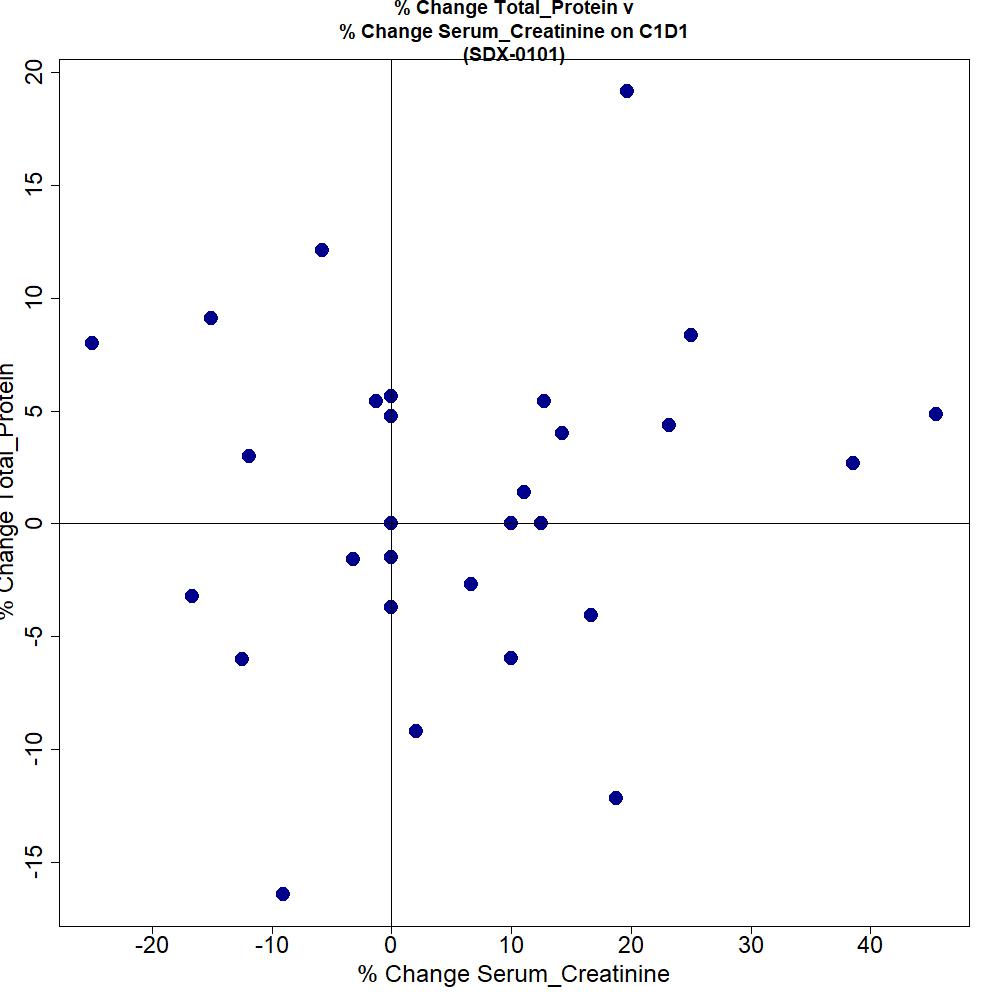 % Change Total_Protein v
% Change Serum_Creatinine on C1D1
(SDX-0101)
20
15
10
5
0
-5
-10
-15
% Change Total_Protein
-20 -10 0 10 20 30 40
% Change Serum_Creatinine